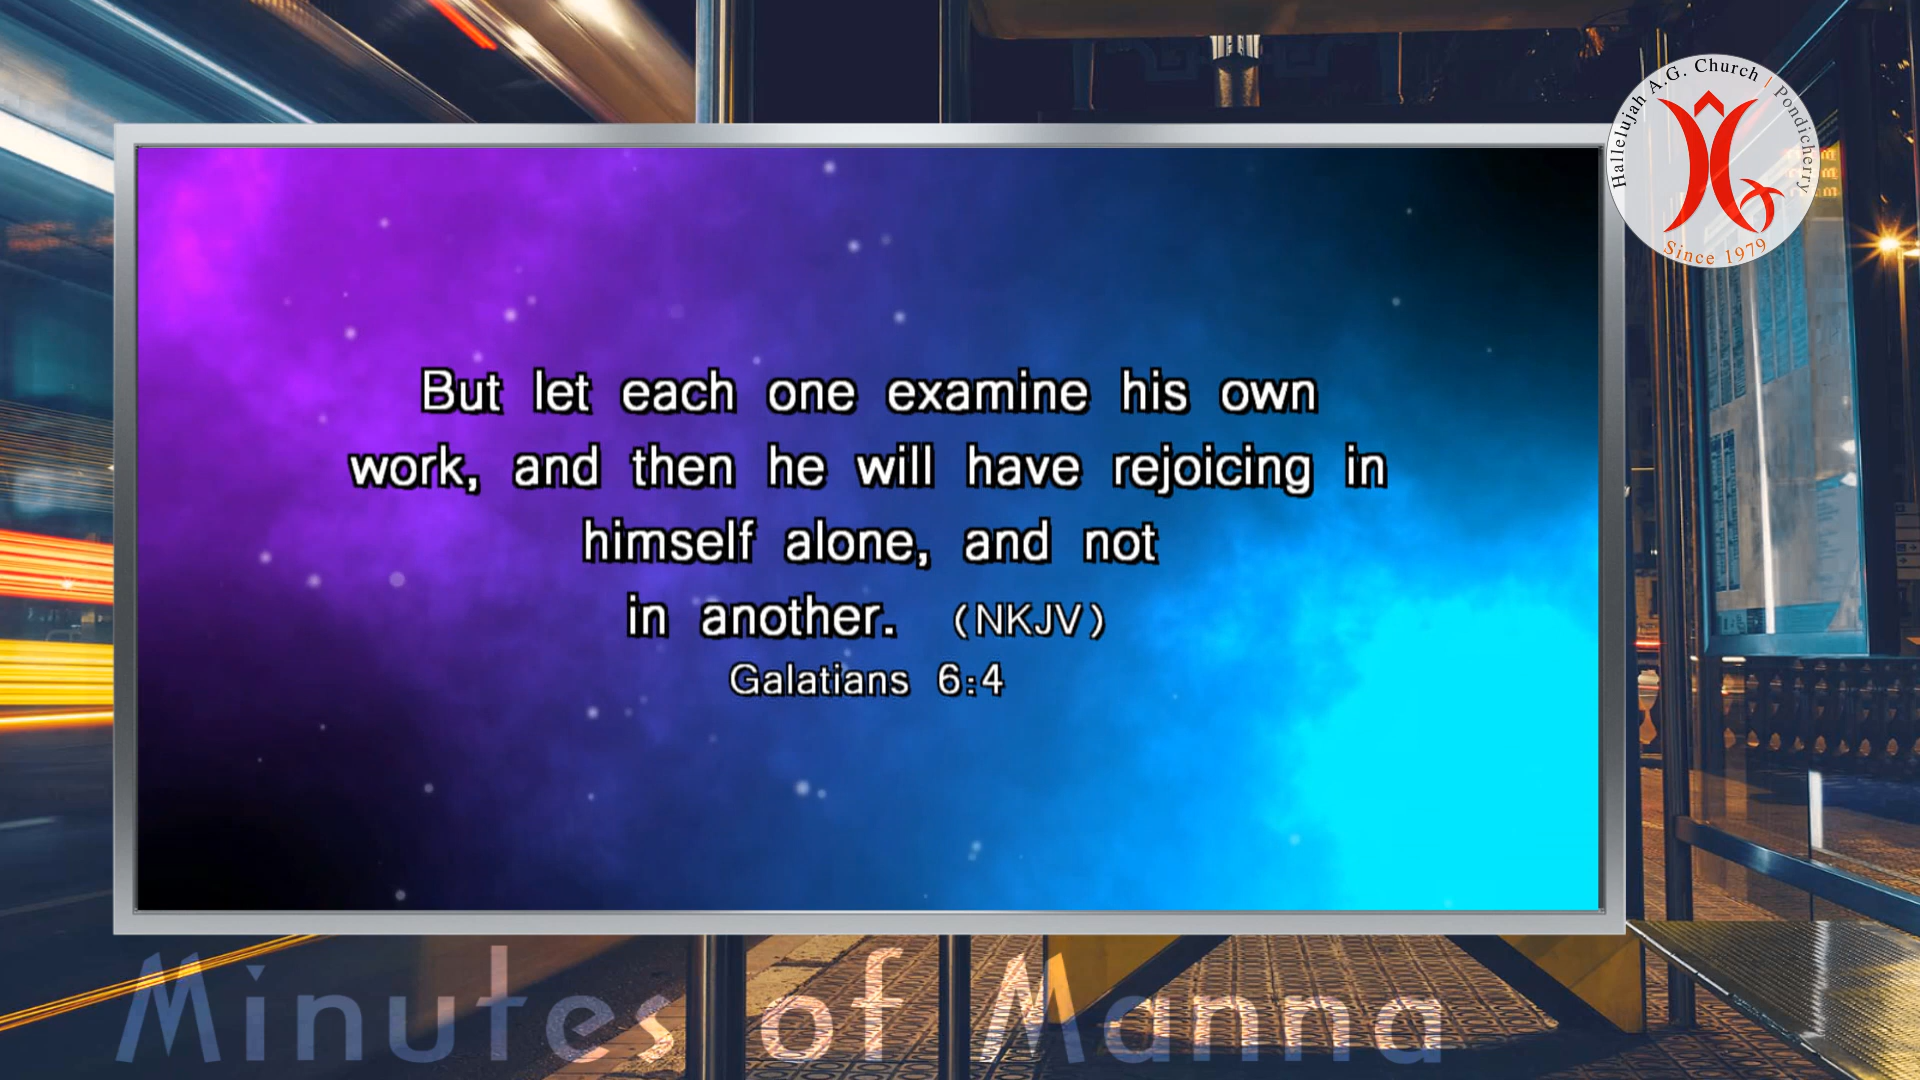 Hallelujah A.G. Church / Pondicherry
Since 1979
But let each one examine his own
work, and then he will have rejoicing in
himself alone, and not
in another. (NKJV)
Galatians 6:4
Minutes of Manna